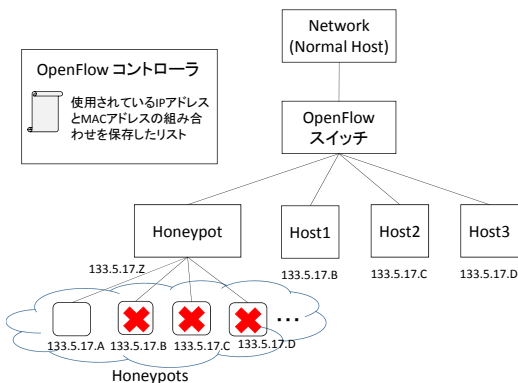 Network
(Normal Host)
OpenFlow コントローラ
使用されているIPアドレス
とMACアドレスの組み合
わせを保存したリスト
OpenFlow
スイッチ
Honeypot
Host1
Host2
Host3
133.5.17.Z
133.5.17.B
133.5.17.C
133.5.17.D
･･･
133.5.17.A
133.5.17.B
133.5.17.C
133.5.17.D
Honeypots